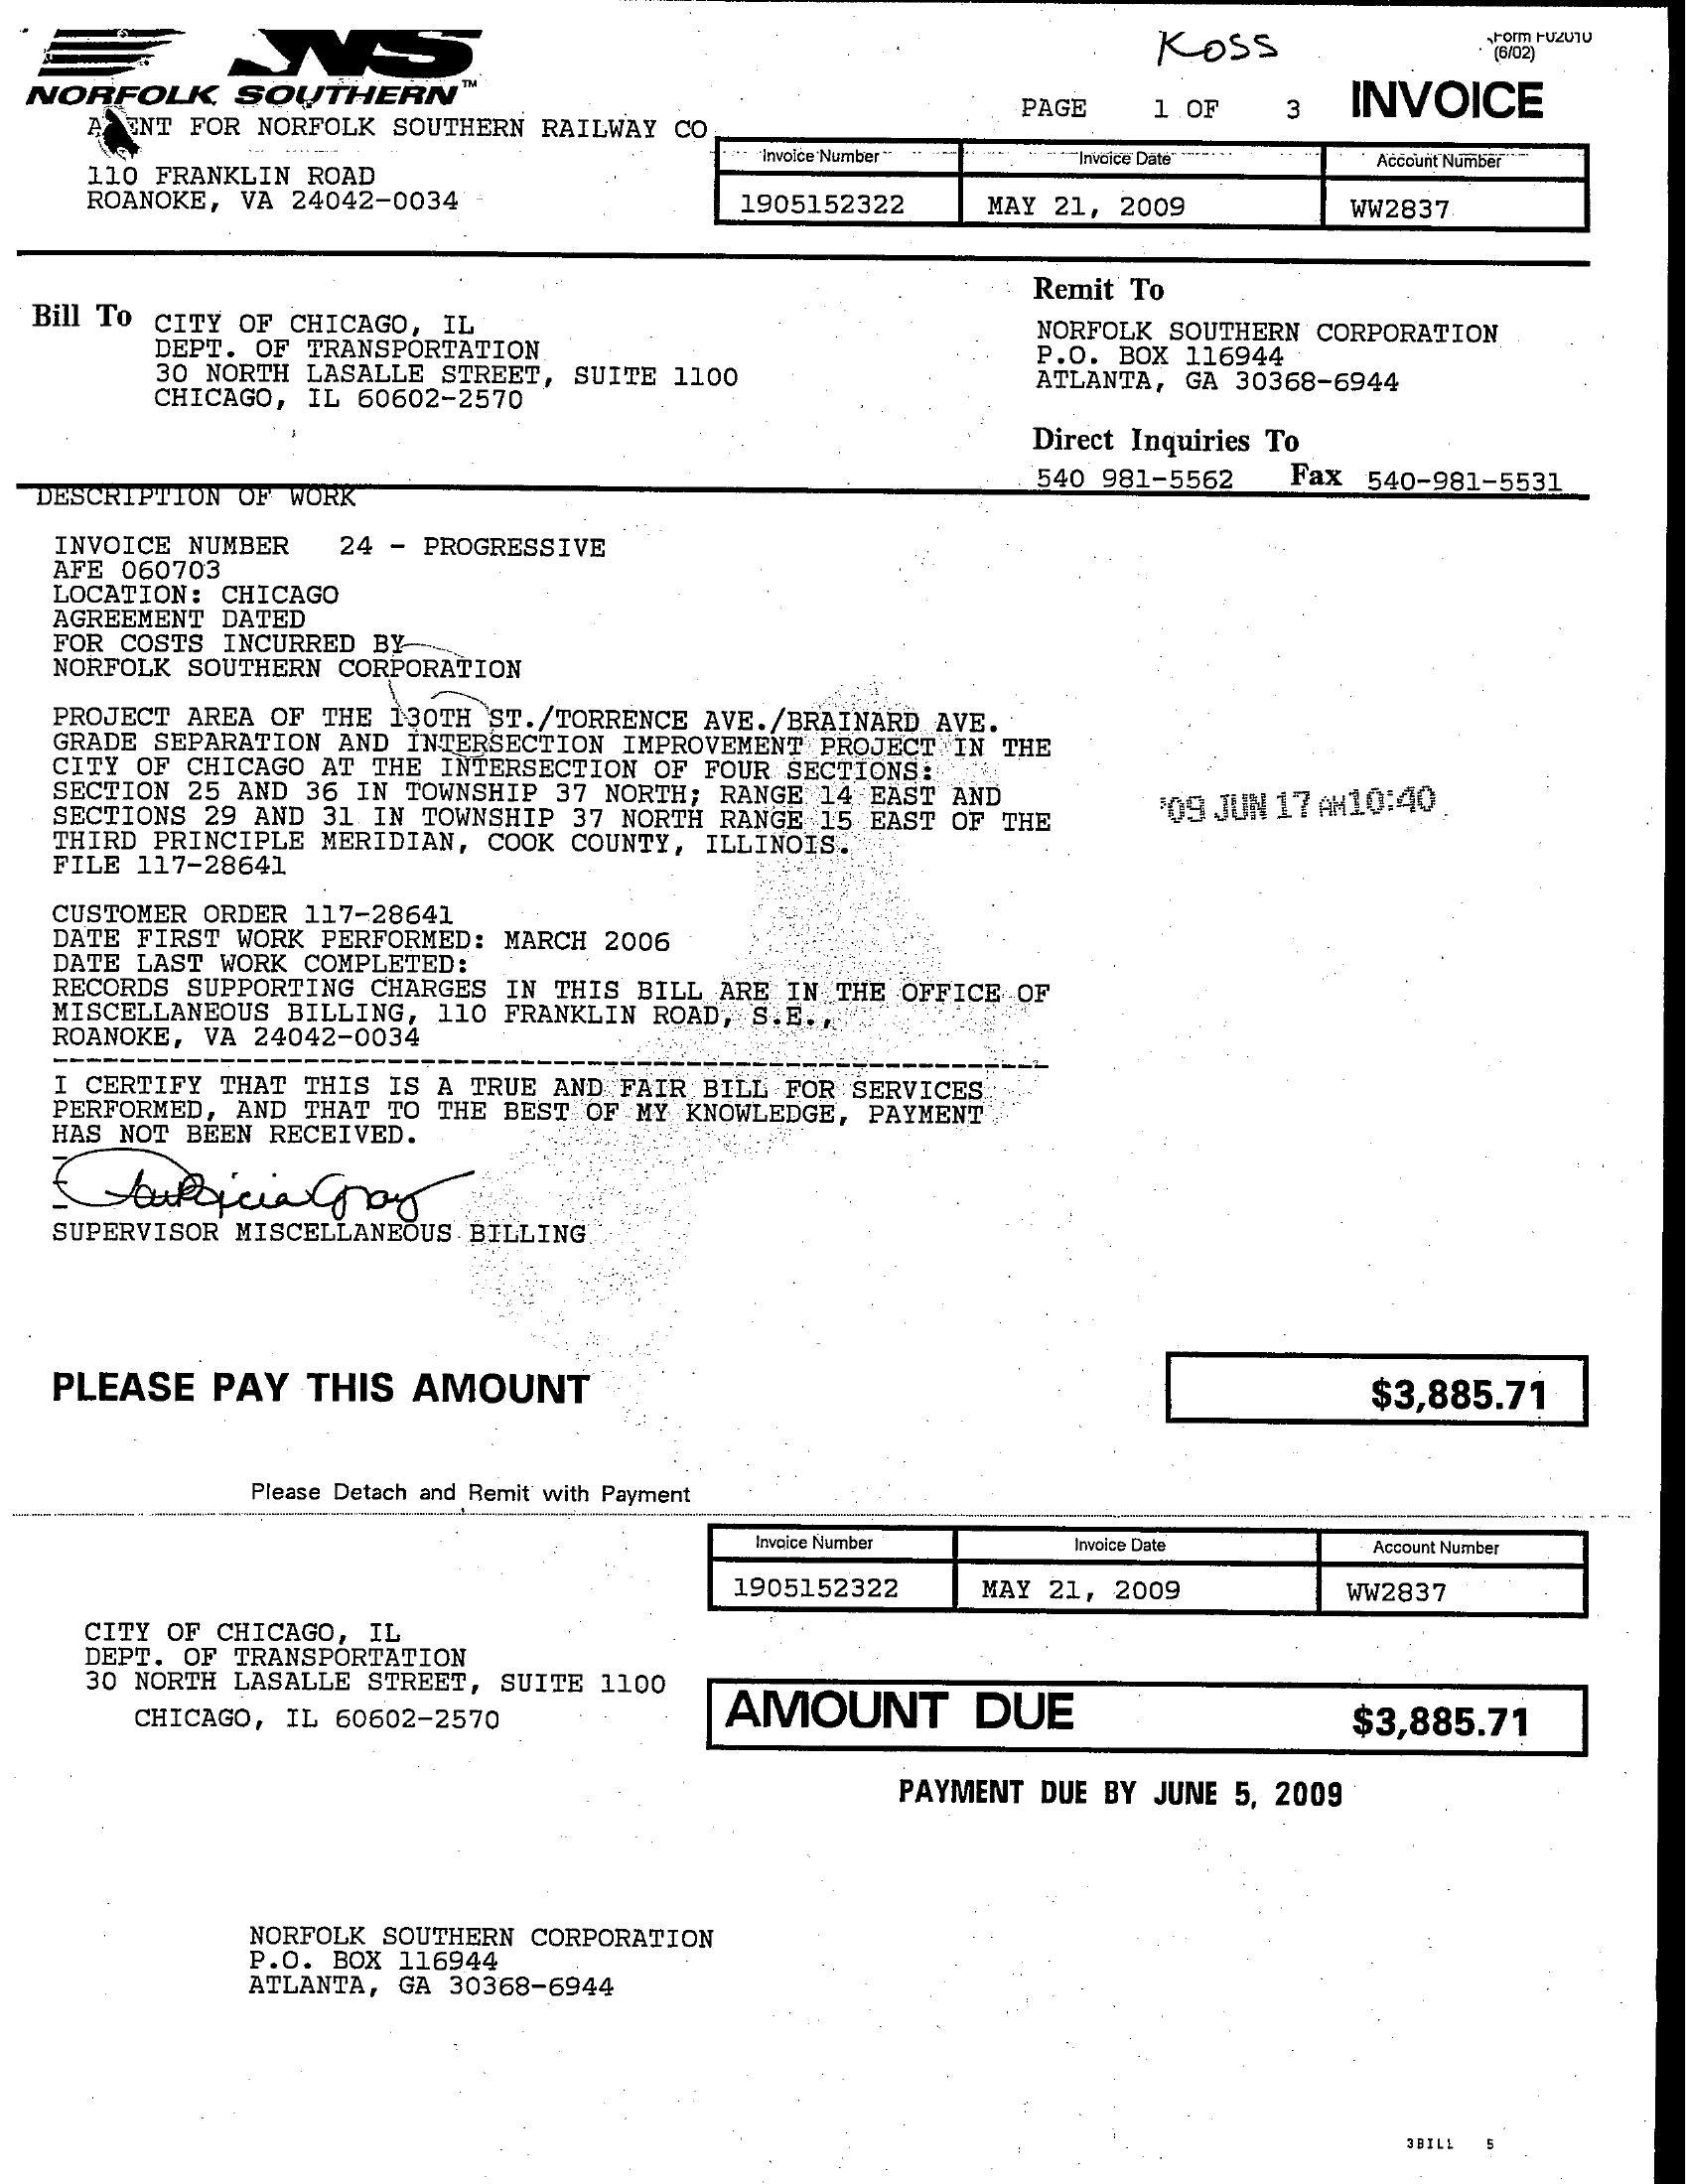 Koss
Form F02010
(6/02)
NS
NORFOLK SOUTHERN™
PAGE 1 OF 3 INVOICE
AGENT FOR NORFOLK SOUTHERN RAILWAY CO
110 FRANKLIN ROAD
ROANOKE, VA 24042-0034
Invoice Number Invoice Date Account Number
1905152322 MAY 21, 2009 WW2837
Bill To CITY OF CHICAGO, IL
DEPT. OF TRANSPORTATION
30 NORTH LASALLE STREET, SUITE 1100
CHICAGO, IL 60602-2570
Remit To
NORFOLK SOUTHERN CORPORATION
P.O. BOX 116944
ATLANTA, GA 30368-6944
Direct Inquiries To
540 981-5562 Fax 540-981-5531
DESCRIPTION OF WORK
INVOICE NUMBER 24 - PROGRESSIVE
AFE 060703
LOCATION: CHICAGO
AGREEMENT DATED
FOR COSTS INCURRED BY
NORFOLK SOUTHERN CORPORATION
PROJECT AREA OF THE 130TH ST./TORRENCE AVE./BRAINARD AVE.
GRADE SEPARATION AND INTERSECTION IMPROVEMENT PROJECT IN THE
CITY OF CHICAGO AT THE INTERSECTION OF FOUR SECTIONS:
SECTION 25 AND 36 IN TOWNSHIP 37 NORTH; RANGE 14 EAST AND
SECTIONS 29 AND 31 IN TOWNSHIP 37 NORTH RANGE 15 EAST OF THE
THIRD PRINCIPLE MERIDIAN, COOK COUNTY, ILLINOIS.
FILE 117-28641
'09 JUN 17 AM10:40
CUSTOMER ORDER 117-28641
DATE FIRST WORK PERFORMED: MARCH 2006
DATE LAST WORK COMPLETED:
RECORDS SUPPORTING CHARGES IN THIS BILL ARE IN THE OFFICE OF
MISCELLANEOUS BILLING, 110 FRANKLIN ROAD, S.E.,
ROANOKE, VA 24042-0034
I CERTIFY THAT THIS IS A TRUE AND FAIR BILL FOR SERVICES
PERFORMED, AND THAT TO THE BEST OF MY KNOWLEDGE, PAYMENT
HAS NOT BEEN RECEIVED.
Patricia Gray
SUPERVISOR MISCELLANEOUS BILLING
PLEASE PAY THIS AMOUNT $3,885.71
Please Detach and Remit with Payment
Invoice Number Invoice Date Account Number
1905152322 MAY 21, 2009 WW2837
CITY OF CHICAGO, IL
DEPT. OF TRANSPORTATION
30 NORTH LASALLE STREET, SUITE 1100
CHICAGO, IL 60602-2570
AMOUNT DUE $3,885.71
PAYMENT DUE BY JUNE 5, 2009
NORFOLK SOUTHERN CORPORATION
P.O. BOX 116944
ATLANTA, GA 30368-6944
3BILL 5